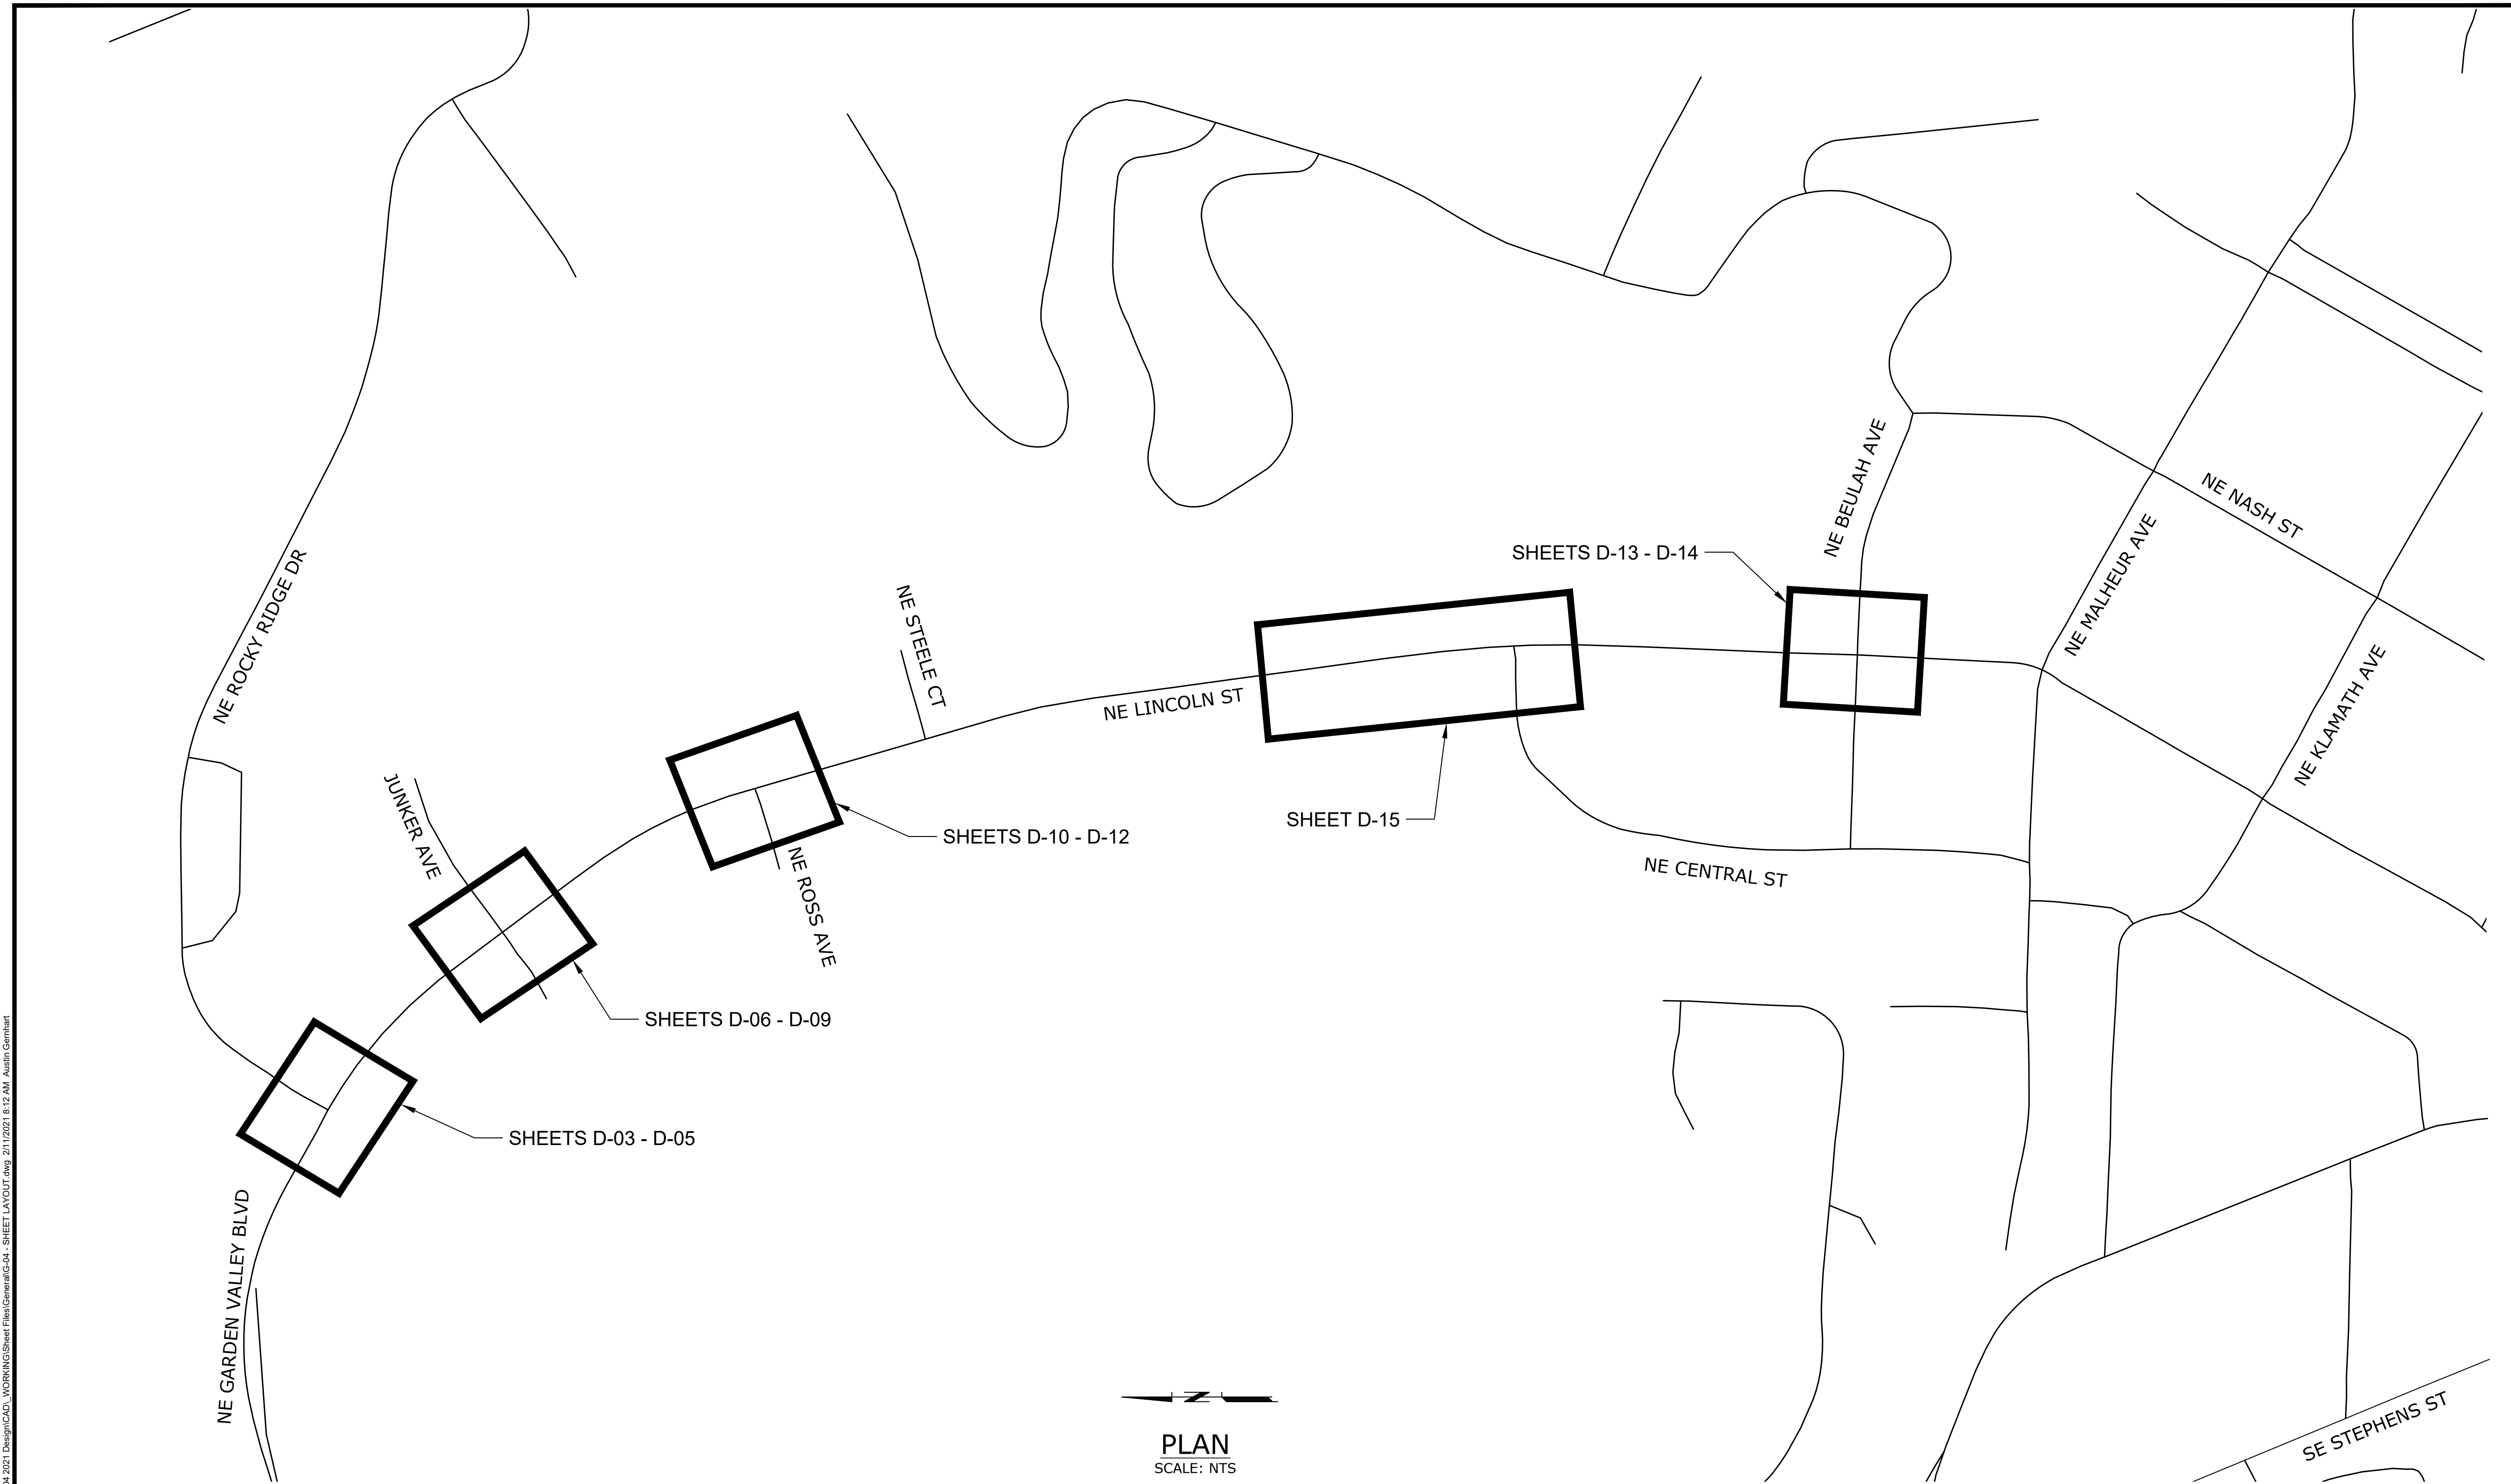 NE ROCKY RIDGE DR
JUNKER AVE
NE STEELE CT
NE LINCOLN ST
NE ROSS AVE
SHEETS D-13 - D-14
NE BEULAH AVE
NE MALHEUR AVE
NE NASH ST
NE KLAMATH AVE
SHEETS D-10 - D-12
SHEET D-15
NE CENTRAL ST
SHEETS D-06 - D-09
SHEETS D-03 - D-05
NE GARDEN VALLEY BLVD
SE STEPHENS ST
N
PLAN
SCALE: NTS
04 2021 Design\CAD\_WORKING\Sheet Files\General\G-04 - SHEET LAYOUT.dwg 2/11/2021 8:12 AM Austin Gernhart